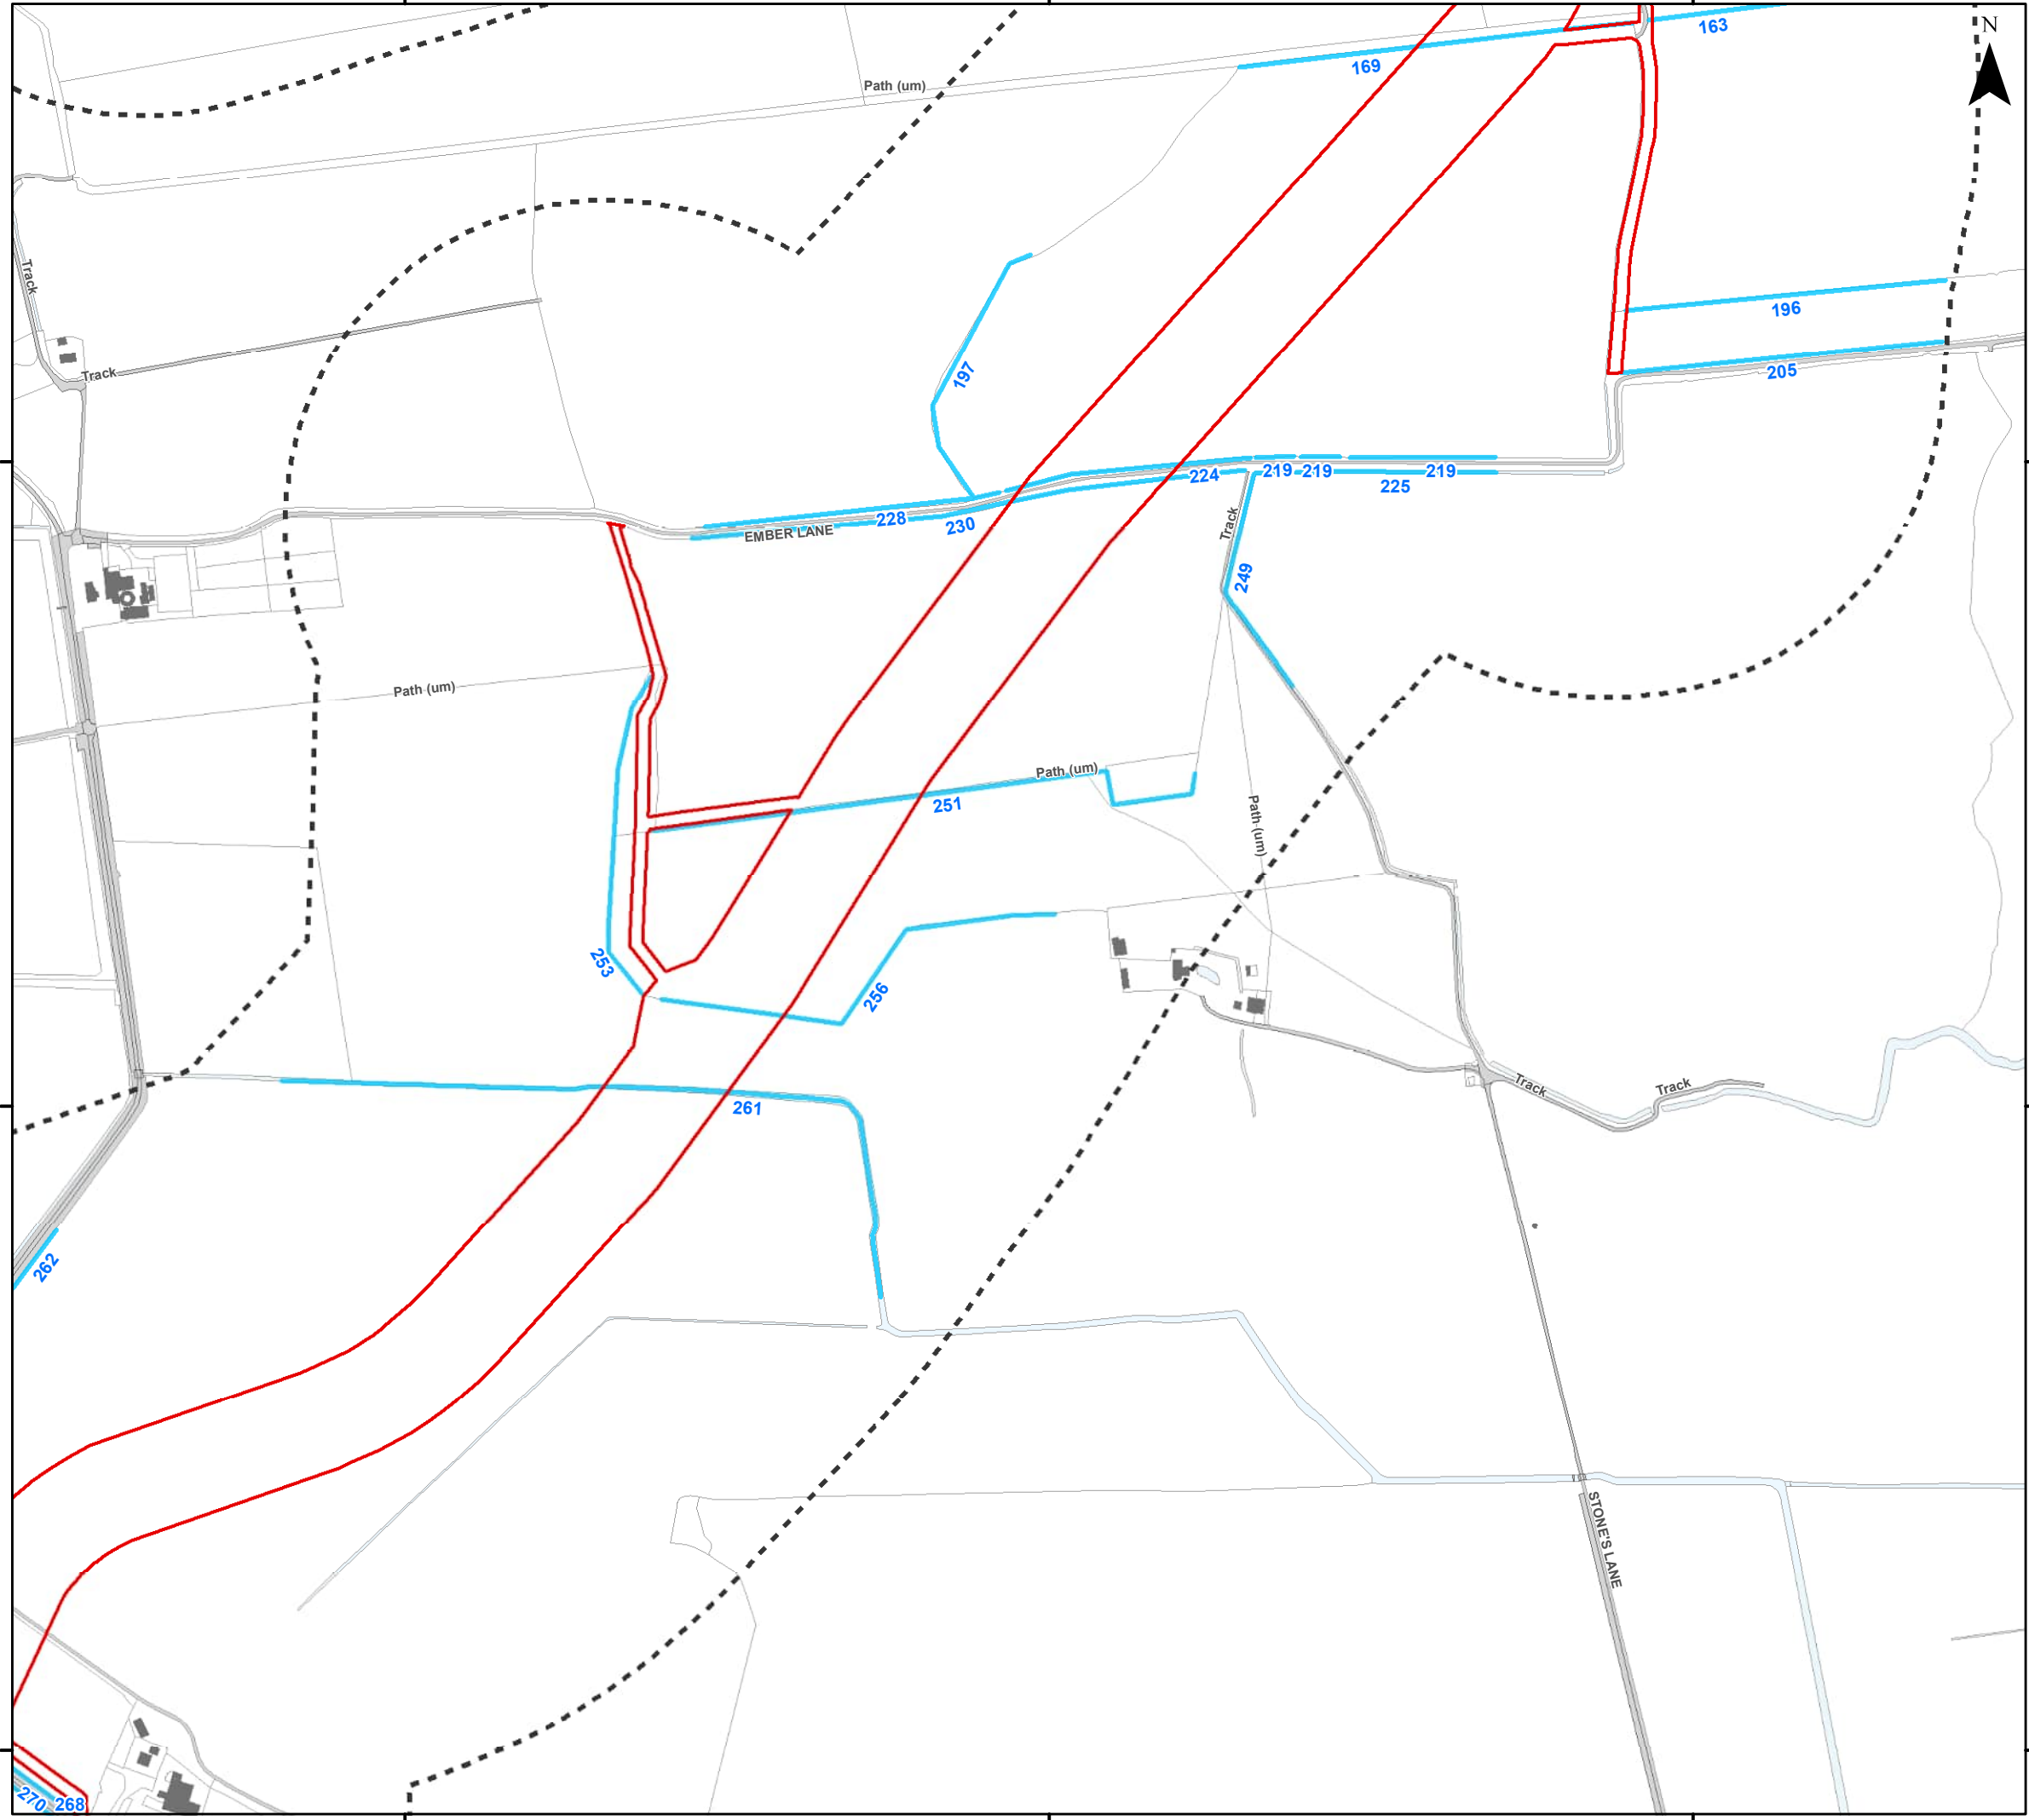 163
N
169
Path (um)
Track
196
Track
197
205
219
219
219
224
225
228
230
EMBER LANE
Track
249
Path (um)
Path (um)
251
Path (um)
253
256
Track
Track
261
262
STONE'S LANE
270
268